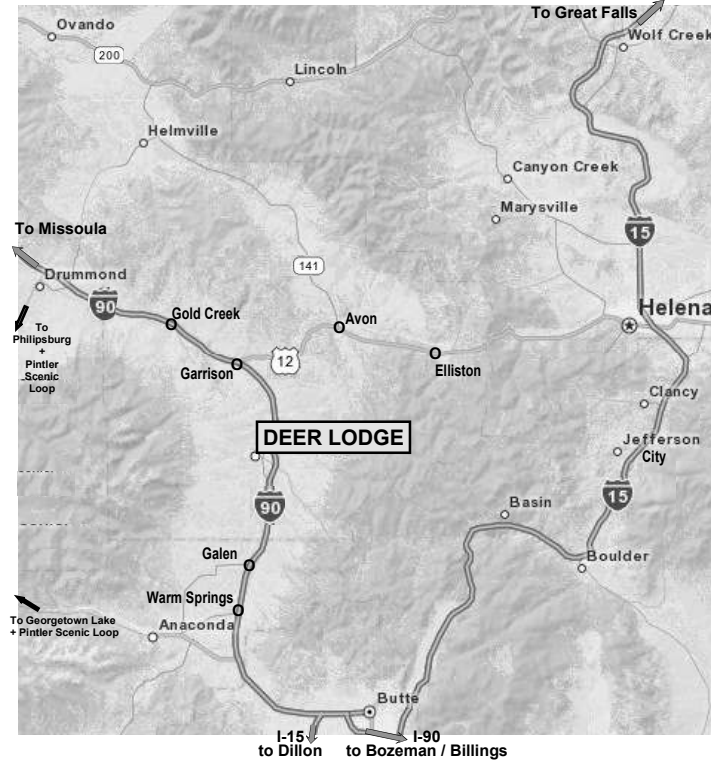 To Great Falls
Ovando
Wolf Creek
200
Lincoln
Helmville
Canyon Creek
Marysville
To Missoula
15
141
Drummond
90
Gold Creek
Avon
Helena
To
Philipsburg
+
Pintler
Scenic
Loop
12
Garrison
Elliston
Clancy
DEER LODGE
Jefferson
City
90
15
Basin
Galen
Boulder
Warm Springs
To Georgetown Lake
+ Pintler Scenic Loop
Anaconda
Butte
I-15
to Dillon
I-90
to Bozeman / Billings